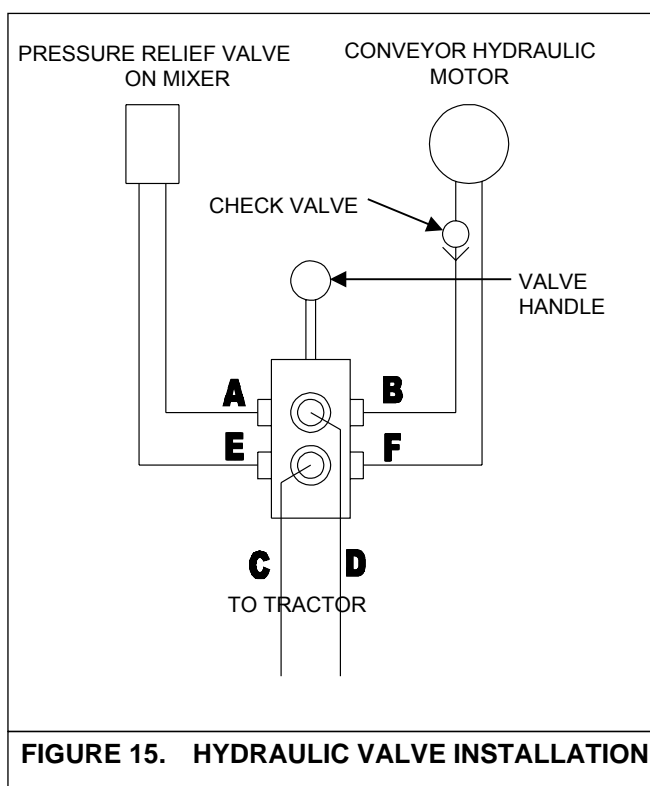 PRESSURE RELIEF VALVE
ON MIXER
CONVEYOR HYDRAULIC
MOTOR
CHECK VALVE
VALVE
HANDLE
A
B
E
F
C
D
TO TRACTOR
FIGURE 15. HYDRAULIC VALVE INSTALLATION